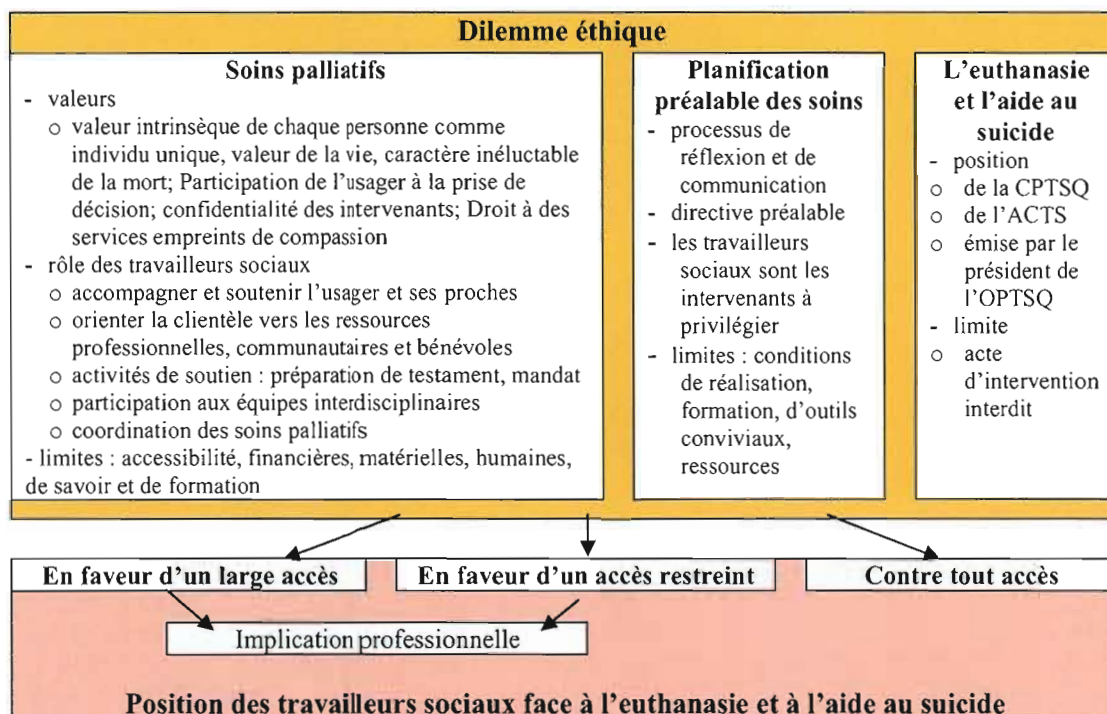 Dilemme éthique
Soins palliatifs
- valeurs
o valeur intrinsèque de chaque personne comme
individu unique, valeur de la vie, caractère inéluctable
de la mort; Participation de l'usager à la prise de
décision; confidentialité des intervenants; Droit à des
services empreints de compassion
- rôle des travailleurs sociaux
o accompagner et soutenir l'usager et ses proches
o orienter la clientèle vers les ressources
professionnelles, communautaires et bénévoles
o activités de soutien : préparation de testament, mandat
o participation aux équipes interdisciplinaires
o coordination des soins palliatifs
- limites : accessibilité, financières, matérielles, humaines,
de savoir et de formation
Planification
préalable des soins
- processus de
réflexion et de
communication
- directive préalable
- les travailleurs
sociaux sont les
intervenants à
privilégier
- limites : conditions
de réalisation,
formation, d'outils
conviviaux,
ressources
L'euthanasie
et l'aide au
suicide
- position
o de la CPTSQ
o de l'ACTS
o émise par le
président de
l'OPTSQ
- limite
o acte
d'intervention
interdit
En faveur d'un large accès
En faveur d'un accès restreint
Contre tout accès
Implication professionnelle
Position des travailleurs sociaux face à l'euthanasie et à l'aide au suicide